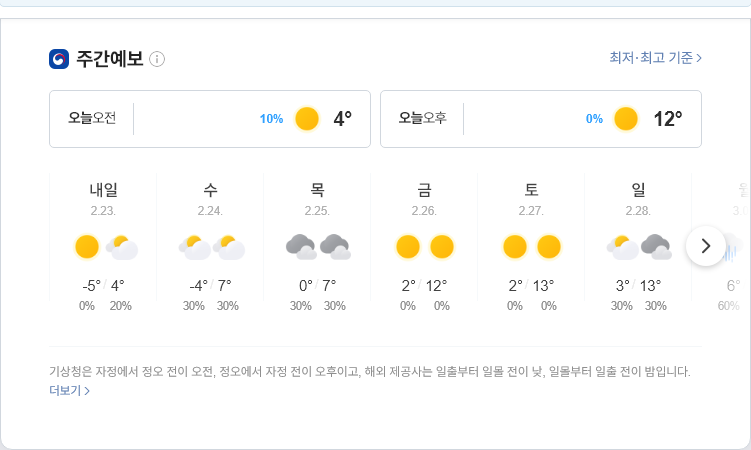 주간예보
최저·최고 기준
오늘오전 10% 4°
오늘오후 0% 12°
내일 수 목 금 토 일
2.23. 2.24. 2.25. 2.26. 2.27. 2.28.
-5° / 4° -4° / 7° 0° / 7° 2° / 12° 2° / 13° 3° / 13° 6°
0% 20% 30% 30% 30% 30% 0% 0% 0% 0% 30% 30% 60%
기상청은 자정에서 정오 전이 오전, 정오에서 자정 전이 오후이고, 해외 제공사는 일출부터 일몰 전이 낮, 일몰부터 일출 전이 밤입니다.
더보기